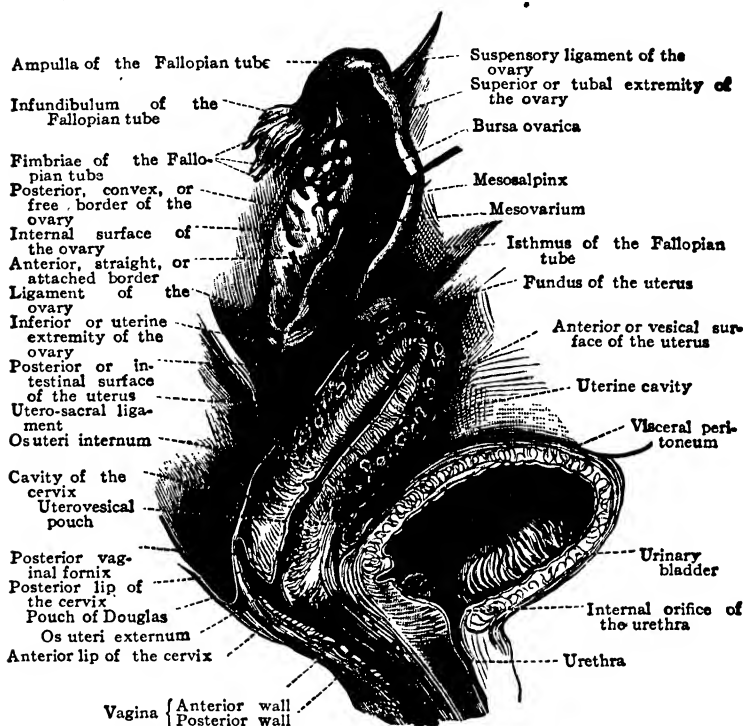 Ampulla of the Fallopian tube
Infundibulum of the
Fallopian tube
Fimbriae of the Fallo-
pian tube
Posterior, convex, or
free border of the
ovary
Internal surface of
the ovary
Anterior, straight, or
attached border
Ligament of the
ovary
Inferior or uterine
extremity of the
ovary
Posterior or in-
testinal surface
of the uterus
Utero-sacral liga-
ment
Os uteri internum
Cavity of the
cervix
Uterovesical
pouch
Posterior vag-
inal fornix
Posterior lip of
the cervix
Pouch of Douglas
Os uteri externum
Anterior lip of the cervix
Vagina { Anterior wall
Posterior wall
Suspensory ligament of the
ovary
Superior or tubal extremity of
the ovary
Bursa ovarica
Mesosalpinx
Mesovarium
Isthmus of the Fallopian
tube
Fundus of the uterus
Anterior or vesical sur-
face of the uterus
Uterine cavity
Visceral peri-
toneum
Urinary
bladder
Internal orifice of
the urethra
Urethra